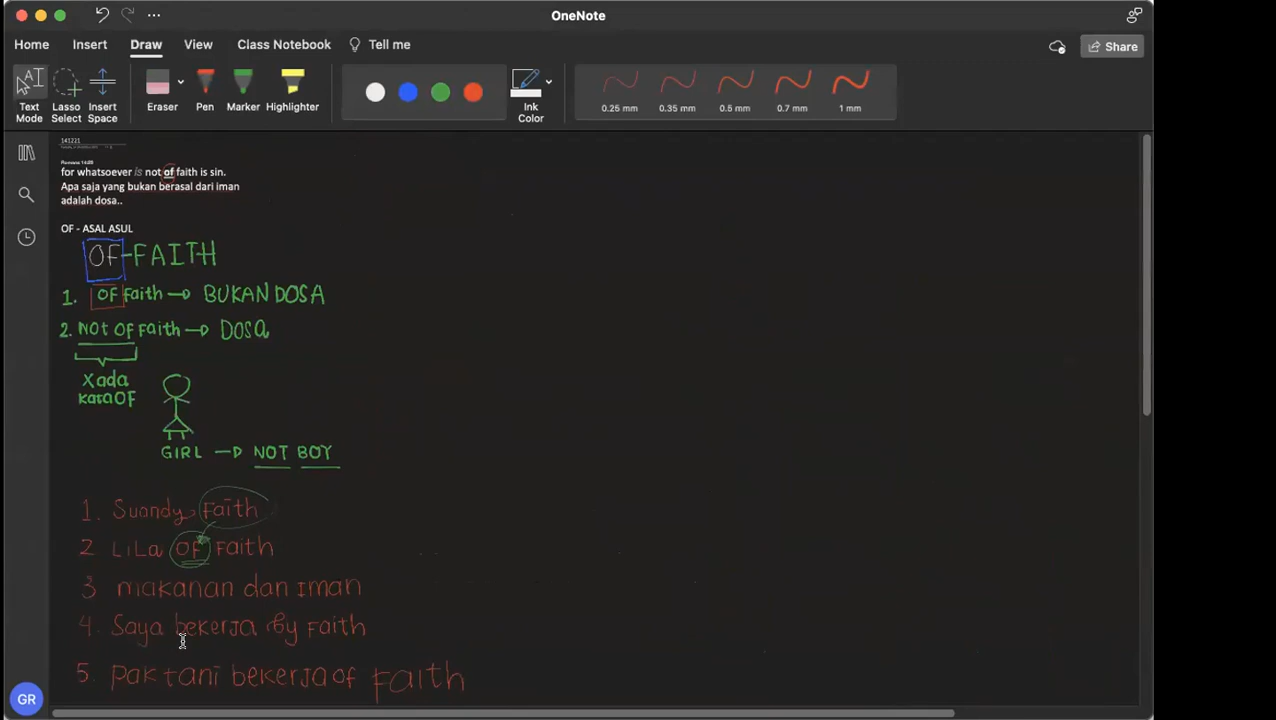 OneNote
Home Insert Draw View Class Notebook Tell me
Share
Text Mode
Lasso Select
Insert Space
Eraser
Pen
Marker
Highlighter
Ink Color
0.25 mm
0.35 mm
0.5 mm
0.7 mm
1 mm
141221
Romans 14:23
for whatsoever is not of faith is sin.
Apa saja yang bukan berasal dari iman
adalah dosa..
OF - ASAL ASUL
OF-FAITH
1. OF Faith → BUKAN DOSA
2. NOT OF Faith → DOSA
Xada
kata OF
GIRL → NOT BOY
1. Suandy Faith
2 LiLa OF Faith
3 makanan dan Iman
4. Saya bekerja by Faith
5. pak tani bekerja of Faith
GR